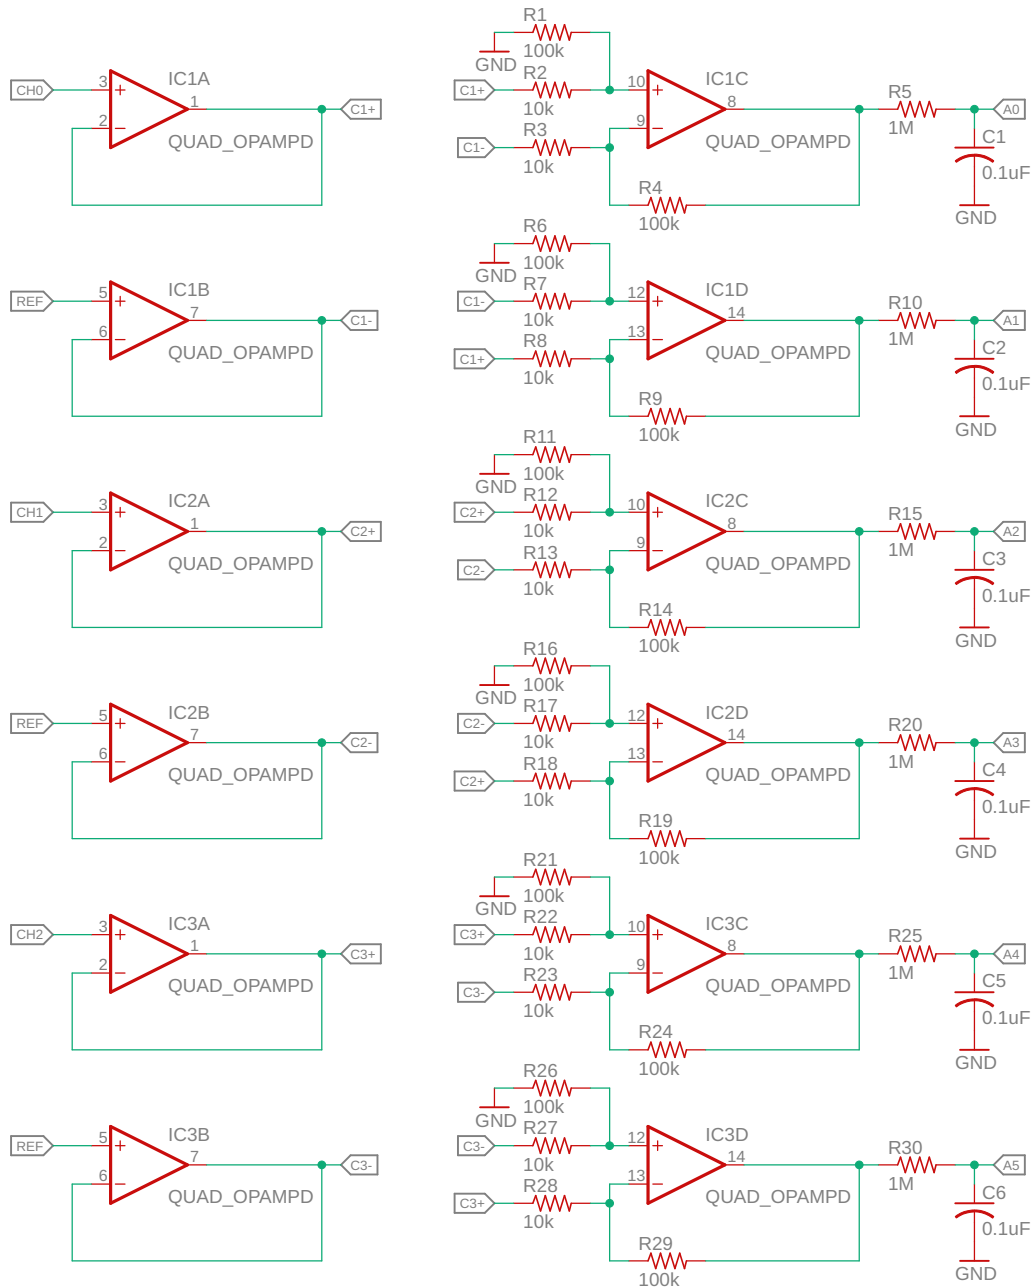 R1
100k
GND
CH0
3
2
IC1A
1
QUAD_OPAMPD
C1+
C1+
R2
10k
C1-
R3
10k
10
9
IC1C
8
QUAD_OPAMPD
R4
100k
R5
1M
A0
C1
0.1uF
GND
REF
5
6
IC1B
7
QUAD_OPAMPD
C1-
R6
100k
GND
C1-
R7
10k
C1+
R8
10k
12
13
IC1D
14
QUAD_OPAMPD
R9
100k
R10
1M
A1
C2
0.1uF
GND
CH1
3
2
IC2A
1
QUAD_OPAMPD
C2+
R11
100k
GND
C2+
R12
10k
C2-
R13
10k
10
9
IC2C
8
QUAD_OPAMPD
R14
100k
R15
1M
A2
C3
0.1uF
GND
REF
5
6
IC2B
7
QUAD_OPAMPD
C2-
R16
100k
GND
C2-
R17
10k
C2+
R18
10k
12
13
IC2D
14
QUAD_OPAMPD
R19
100k
R20
1M
A3
C4
0.1uF
GND
CH2
3
2
IC3A
1
QUAD_OPAMPD
C3+
R21
100k
GND
C3+
R22
10k
C3-
R23
10k
10
9
IC3C
8
QUAD_OPAMPD
R24
100k
R25
1M
A4
C5
0.1uF
GND
REF
5
6
IC3B
7
QUAD_OPAMPD
C3-
R26
100k
GND
C3-
R27
10k
C3+
R28
10k
12
13
IC3D
14
QUAD_OPAMPD
R29
100k
R30
1M
A5
C6
0.1uF
GND